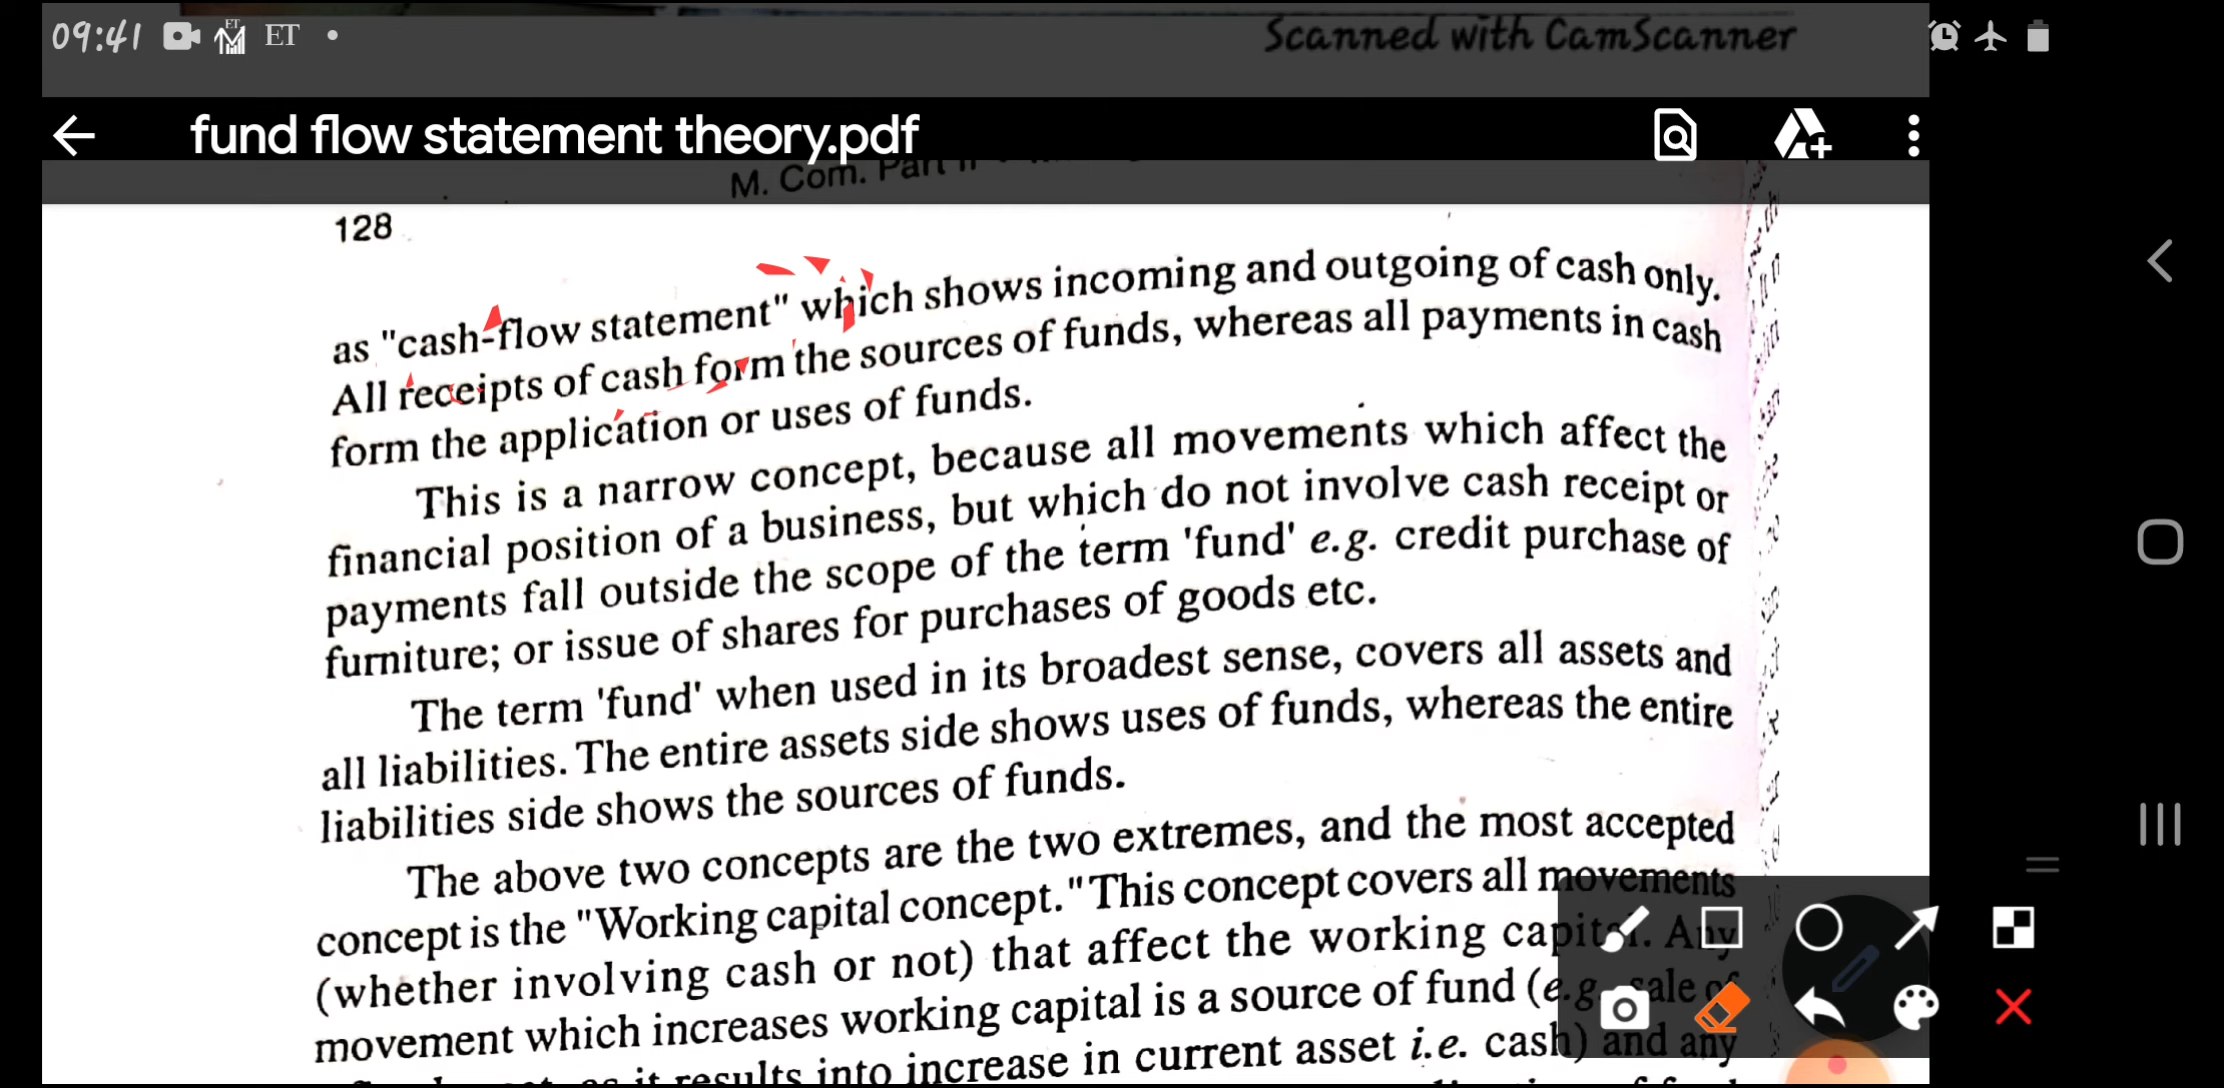 Scanned with CamScanner
09:41 ET ET
fund flow statement theory.pdf
M. Com. Part II
128
as "cash-flow statement" which shows incoming and outgoing of cash only.
All receipts of cash form the sources of funds, whereas all payments in cash
form the application or uses of funds.
This is a narrow concept, because all movements which affect the
financial position of a business, but which do not involve cash receipt or
payments fall outside the scope of the term 'fund' e.g. credit purchase of
furniture; or issue of shares for purchases of goods etc.
The term 'fund' when used in its broadest sense, covers all assets and
all liabilities. The entire assets side shows uses of funds, whereas the entire
liabilities side shows the sources of funds.
The above two concepts are the two extremes, and the most accepted
concept is the "Working capital concept." This concept covers all movements
(whether involving cash or not) that affect the working capital. Any
movement which increases working capital is a source of fund (e.g. sale of
as it results into increase in current asset i.e. cash) and any